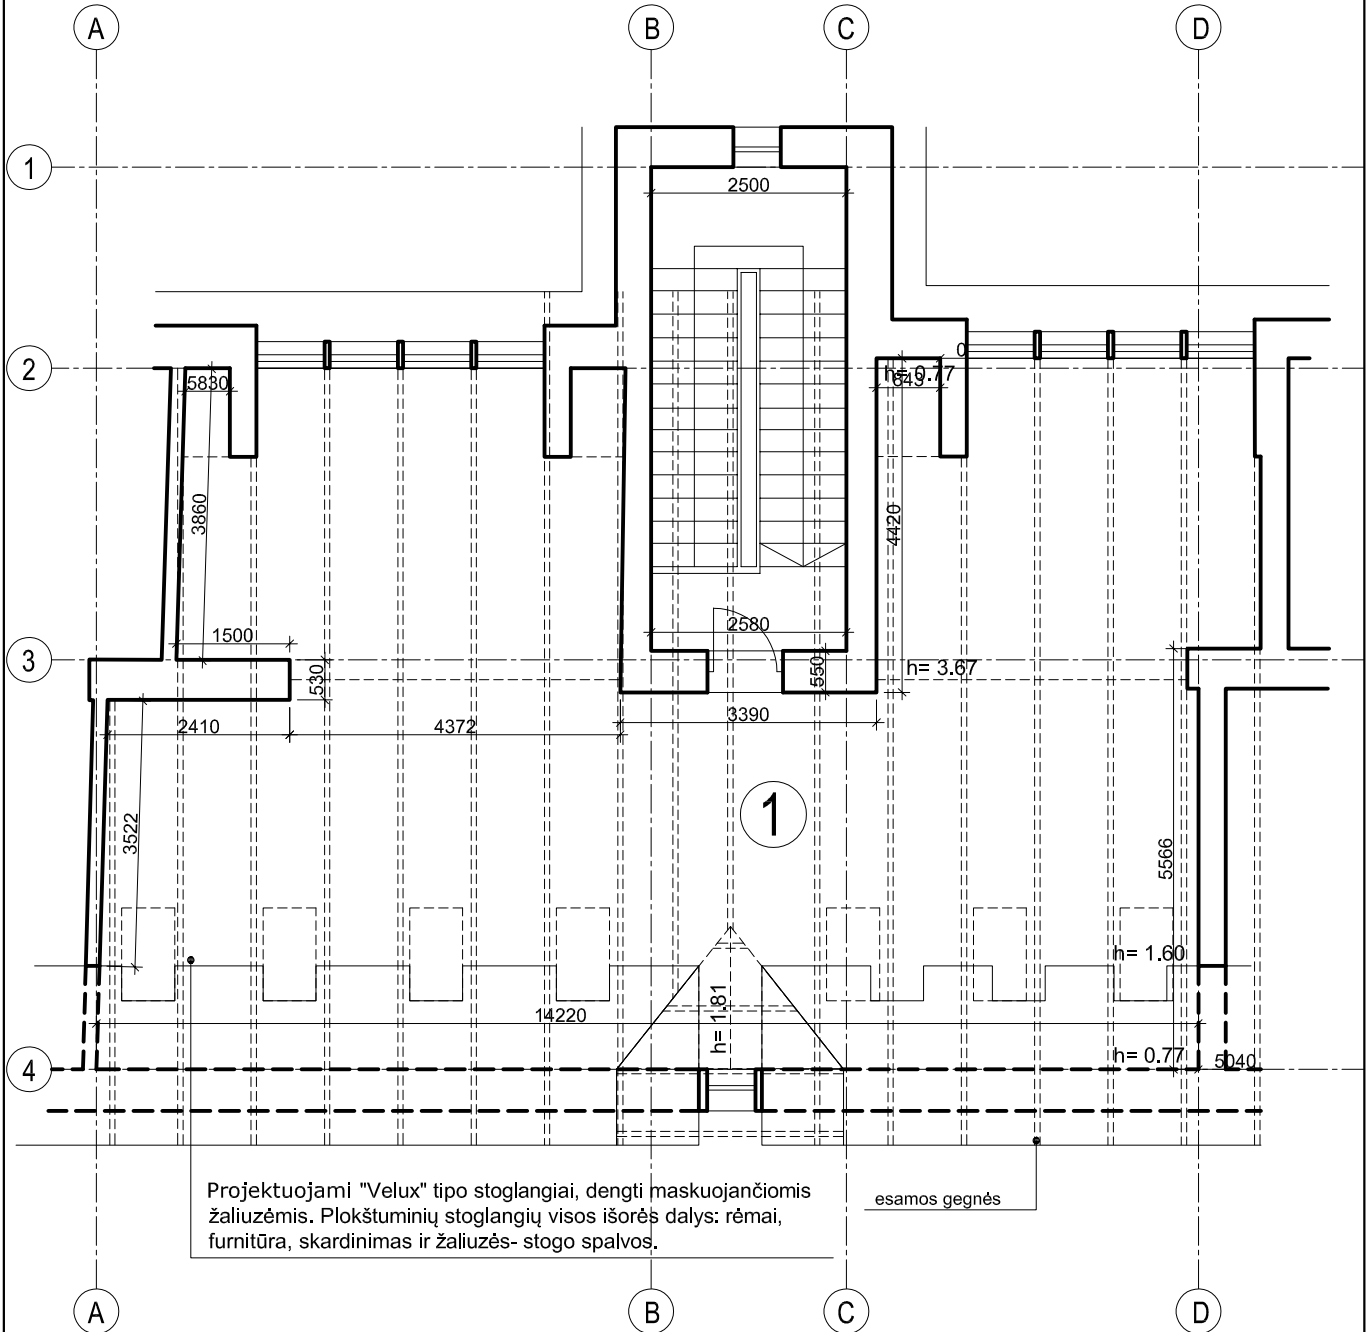 A
B
C
D
1
2500
2
5830
0
h= 0.77
643
3860
4420
1500
2580
3
530
550
h= 3.67
2410
4372
3390
1
3522
5566
h= 1.60
h= 1.81
14220
h= 0.77
5040
4
Projektuojami "Velux" tipo stoglangiai, dengti maskuojančiomis
žaliuzėmis. Plokštuminių stoglangių visos išorės dalys: rėmai,
furnitūra, skardinimas ir žaliuzės- stogo spalvos.
esamos gegnės
A
B
C
D